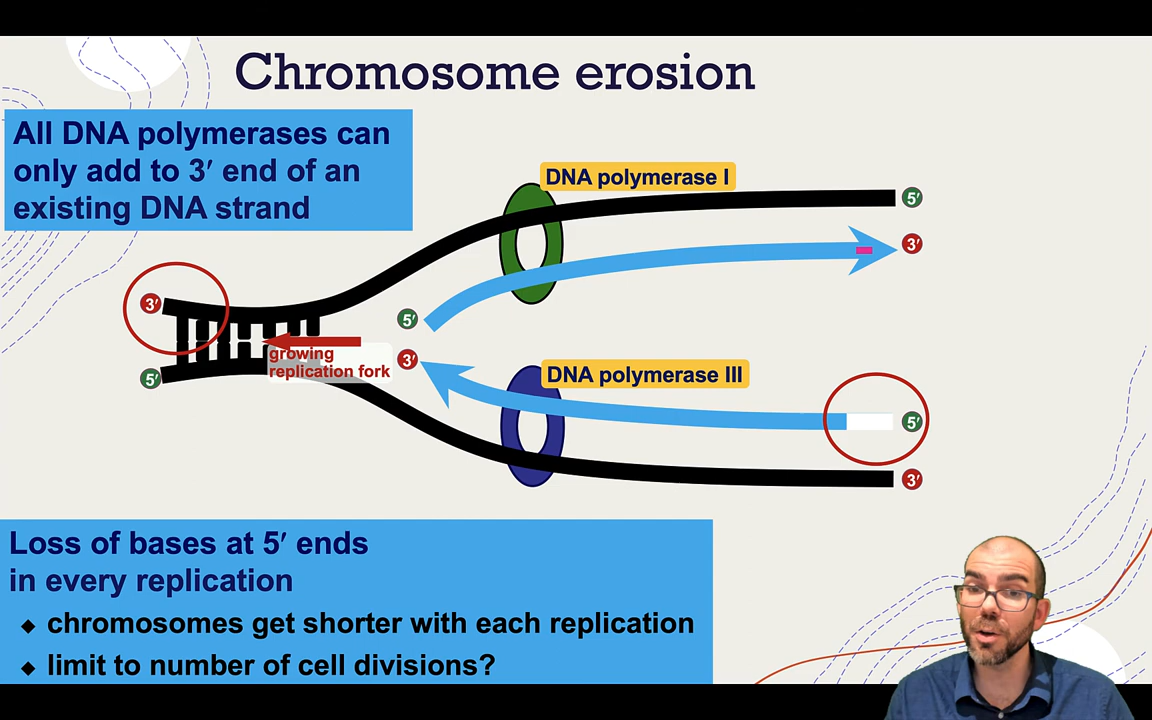 Chromosome erosion
All DNA polymerases can
only add to 3′ end of an
existing DNA strand
DNA polymerase I
5′
3′
3′
5′
growing
replication fork
3′
5′
DNA polymerase III
5′
3′
Loss of bases at 5′ ends
in every replication
◆ chromosomes get shorter with each replication
◆ limit to number of cell divisions?